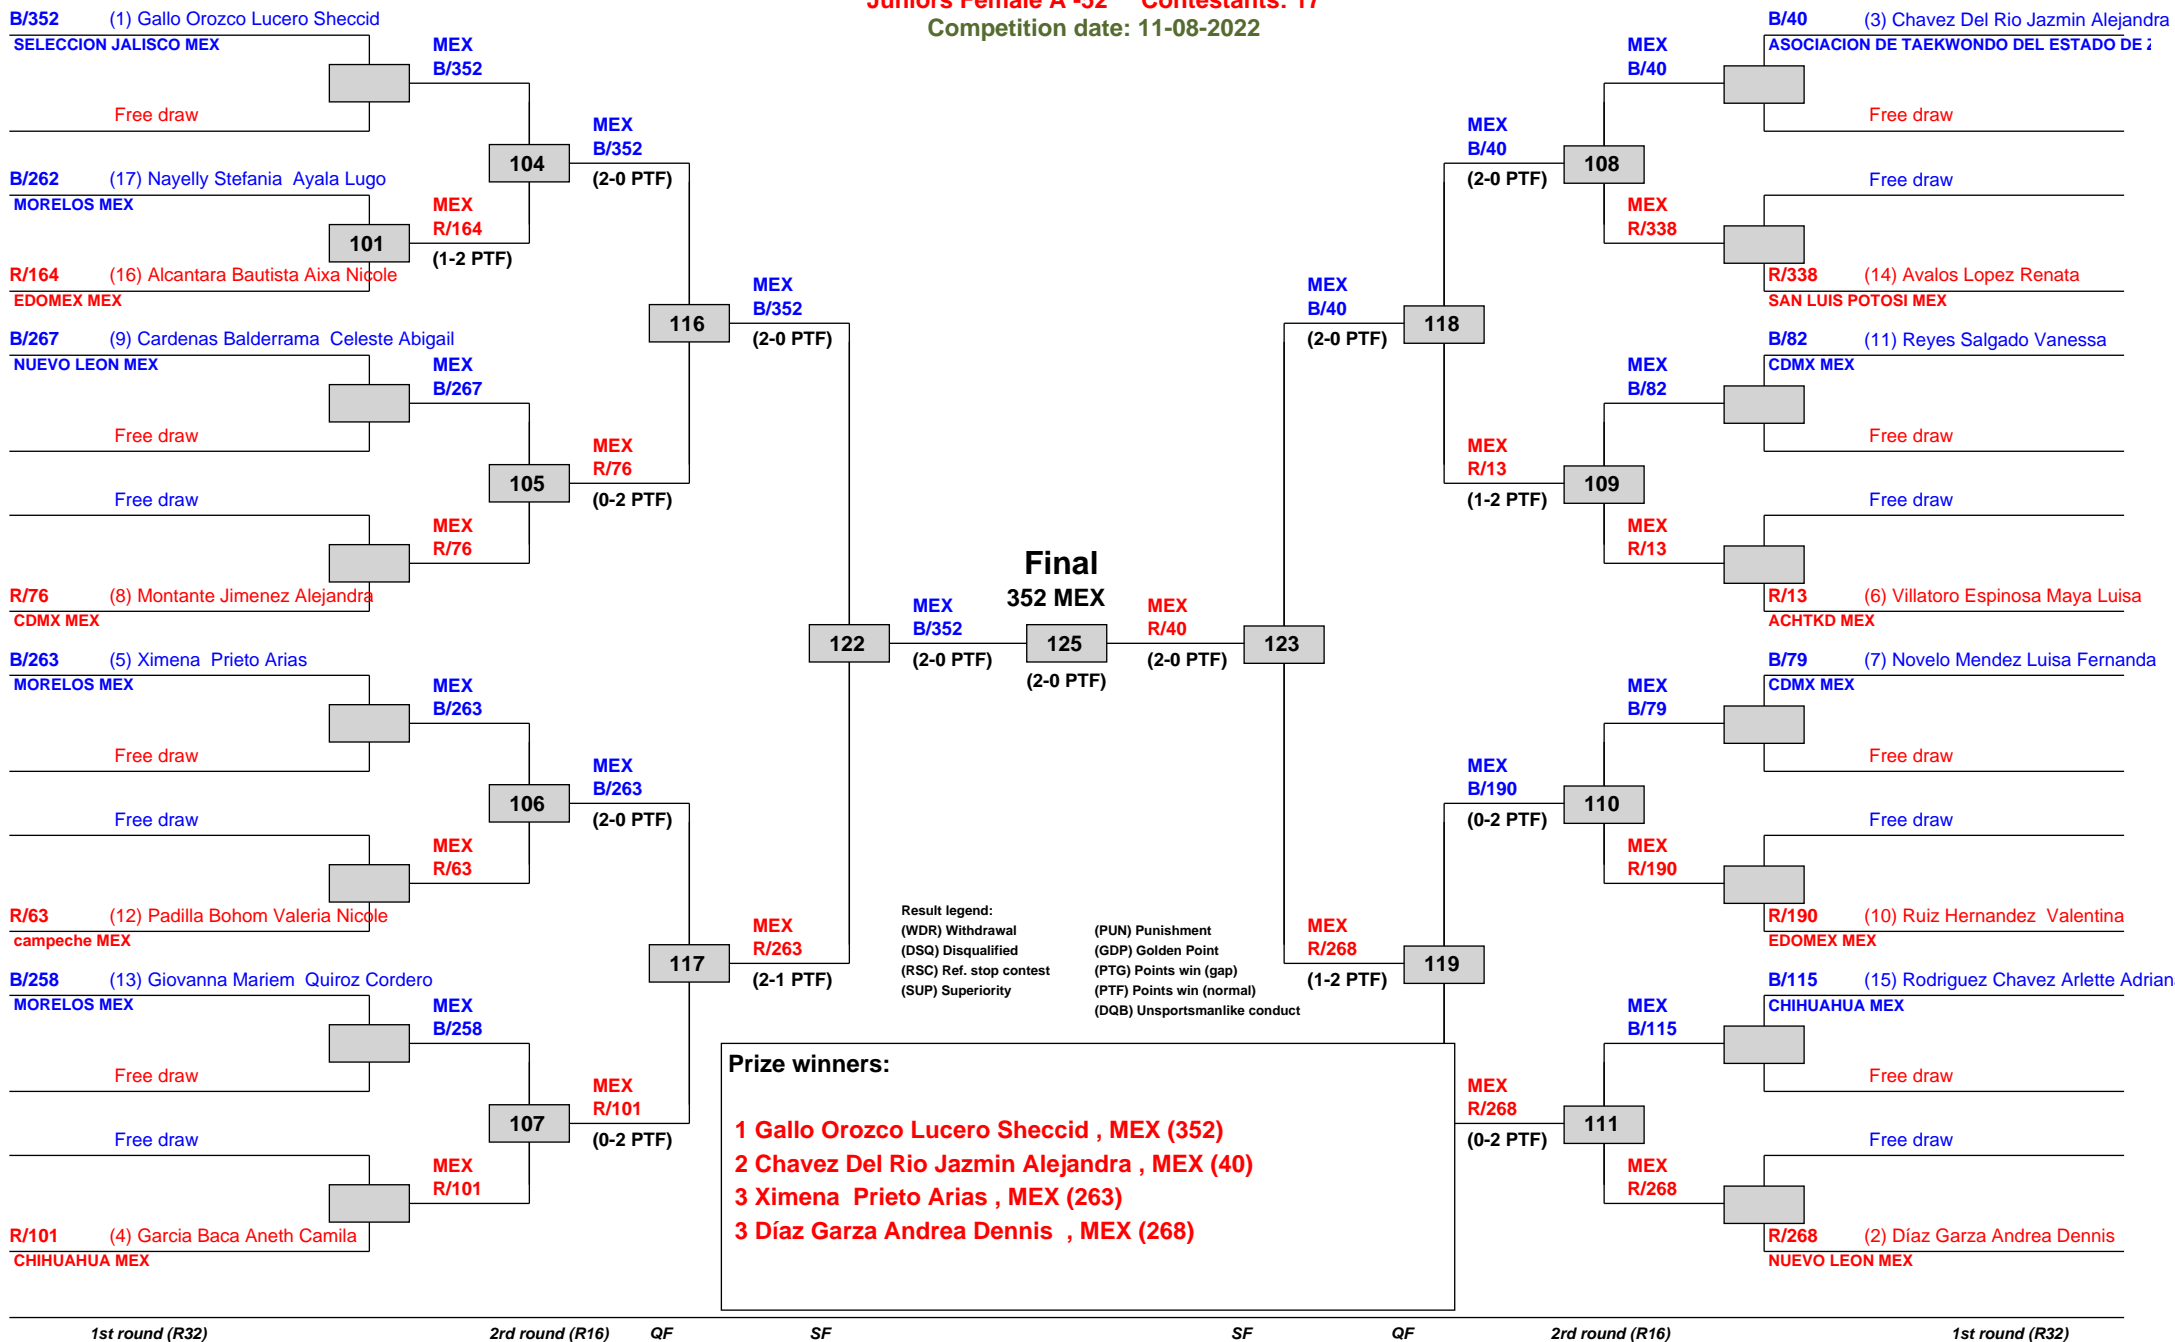 Juniors Female A -52 Contestants: 17
Competition date: 11-08-2022
B/352 (1) Gallo Orozco Lucero Sheccid
SELECCION JALISCO MEX
Free draw
B/262 (17) Nayelly Stefania Ayala Lugo
MORELOS MEX
R/164 (16) Alcantara Bautista Aixa Nicole
EDOMEX MEX
B/267 (9) Cardenas Balderrama Celeste Abigail
NUEVO LEON MEX
Free draw
Free draw
R/76 (8) Montante Jimenez Alejandra
CDMX MEX
B/263 (5) Ximena Prieto Arias
MORELOS MEX
Free draw
Free draw
R/63 (12) Padilla Bohom Valeria Nicole
campeche MEX
B/258 (13) Giovanna Mariem Quiroz Cordero
MORELOS MEX
Free draw
Free draw
R/101 (4) Garcia Baca Aneth Camila
CHIHUAHUA MEX
MEX
B/352
101
MEX
R/164
(1-2 PTF)
MEX
B/267
MEX
R/76
MEX
B/263
MEX
R/63
MEX
B/258
MEX
R/101
104
MEX
B/352
(2-0 PTF)
105
MEX
R/76
(0-2 PTF)
106
MEX
B/263
(2-0 PTF)
107
MEX
R/101
(0-2 PTF)
116
MEX
B/352
(2-0 PTF)
117
MEX
R/263
(2-1 PTF)
122
MEX
B/352
(2-0 PTF)
Final
352 MEX
125
(2-0 PTF)
MEX
R/40
(2-0 PTF)
123
MEX
B/40
(2-0 PTF)
118
MEX
R/268
(1-2 PTF)
119
MEX
B/40
(2-0 PTF)
108
MEX
R/13
(1-2 PTF)
109
MEX
B/190
(0-2 PTF)
110
MEX
R/268
(0-2 PTF)
111
MEX
B/40
MEX
R/338
MEX
B/82
MEX
R/13
MEX
B/79
MEX
R/190
MEX
B/115
MEX
R/268
B/40 (3) Chavez Del Rio Jazmin Alejandra
ASOCIACION DE TAEKWONDO DEL ESTADO DE
Free draw
Free draw
R/338 (14) Avalos Lopez Renata
SAN LUIS POTOSI MEX
B/82 (11) Reyes Salgado Vanessa
CDMX MEX
Free draw
Free draw
R/13 (6) Villatoro Espinosa Maya Luisa
ACHTKD MEX
B/79 (7) Novelo Mendez Luisa Fernanda
CDMX MEX
Free draw
Free draw
R/190 (10) Ruiz Hernandez Valentina
EDOMEX MEX
B/115 (15) Rodriguez Chavez Arlette Adrian
CHIHUAHUA MEX
Free draw
Free draw
R/268 (2) Díaz Garza Andrea Dennis
NUEVO LEON MEX
Result legend:
(WDR) Withdrawal
(DSQ) Disqualified
(RSC) Ref. stop contest
(SUP) Superiority
(PUN) Punishment
(GDP) Golden Point
(PTG) Points win (gap)
(PTF) Points win (normal)
(DQB) Unsportsmanlike conduct
Prize winners:
1 Gallo Orozco Lucero Sheccid , MEX (352)
2 Chavez Del Rio Jazmin Alejandra , MEX (40)
3 Ximena Prieto Arias , MEX (263)
3 Díaz Garza Andrea Dennis , MEX (268)
1st round (R32) 2rd round (R16) QF SF SF QF 2rd round (R16) 1st round (R32)